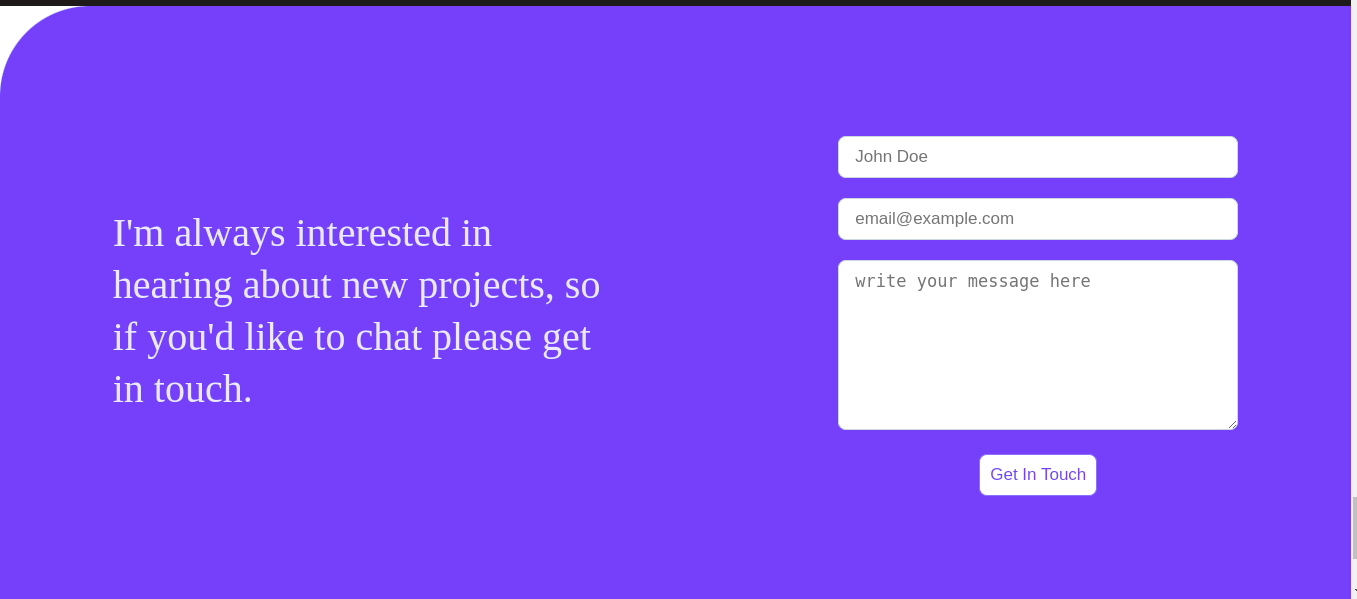 I'm always interested in
hearing about new projects, so
if you'd like to chat please get
in touch.
John Doe
email@example.com
write your message here
Get In Touch